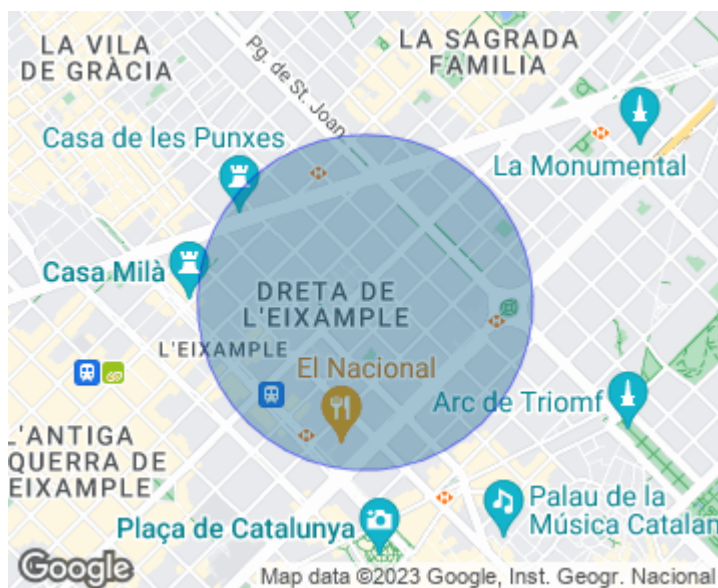 LA VILA
DE GRÀCIA
LA SAGRADA
FAMILIA
Pg. de St. Joan
Casa de les Punxes
La Monumental
Casa Milà
DRETA DE
L'EIXAMPLE
L'EIXAMPLE
El Nacional
Arc de Triomf
L'ANTIGA
QUERRA DE
EIXAMPLE
Plaça de Catalunya
Palau de la
Música Catalan
Google
Map data ©2023 Google, Inst. Geogr. Nacional